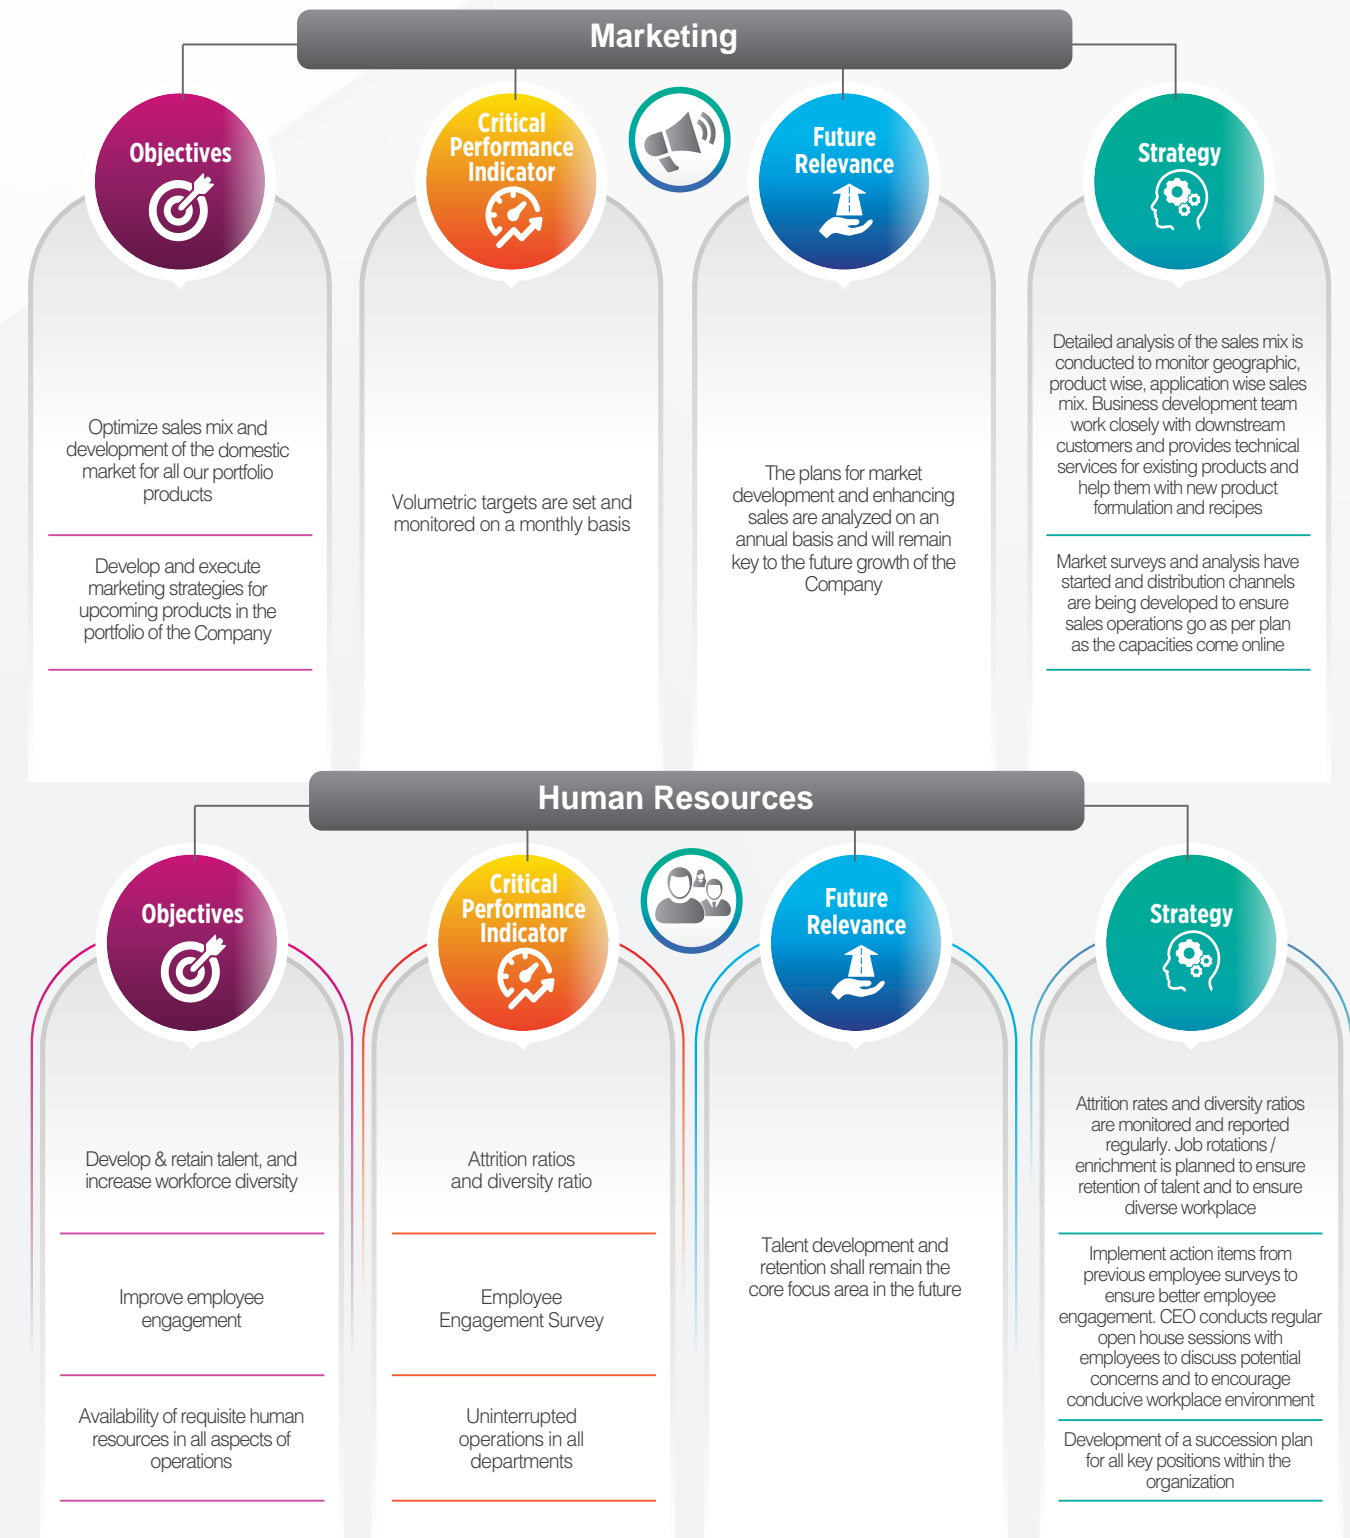 Marketing
Objectives
Optimize sales mix and
development of the domestic
market for all our portfolio
products
Develop and execute
marketing strategies for
upcoming products in the
portfolio of the Company
Critical
Performance
Indicator
Volumetric targets are set and
monitored on a monthly basis
Future
Relevance
The plans for market
development and enhancing
sales are analyzed on an
annual basis and will remain
key to the future growth of the
Company
Strategy
Detailed analysis of the sales mix is
conducted to monitor geographic,
product wise, application wise sales
mix. Business development team
work closely with downstream
customers and provides technical
services for existing products and
help them with new product
formulation and recipes
Market surveys and analysis have
started and distribution channels
are being developed to ensure
sales operations go as per plan
as the capacities come online
Human Resources
Objectives
Develop & retain talent, and
increase workforce diversity
Improve employee
engagement
Availability of requisite human
resources in all aspects of
operations
Critical
Performance
Indicator
Attrition ratios
and diversity ratio
Employee
Engagement Survey
Uninterrupted
operations in all
departments
Future
Relevance
Talent development and
retention shall remain the
core focus area in the future
Strategy
Attrition rates and diversity ratios
are monitored and reported
regularly. Job rotations /
enrichment is planned to ensure
retention of talent and to ensure
diverse workplace
Implement action items from
previous employee surveys to
ensure better employee
engagement. CEO conducts regular
open house sessions with
employees to discuss potential
concerns and to encourage
conducive workplace environment
Development of a succession plan
for all key positions within the
organization